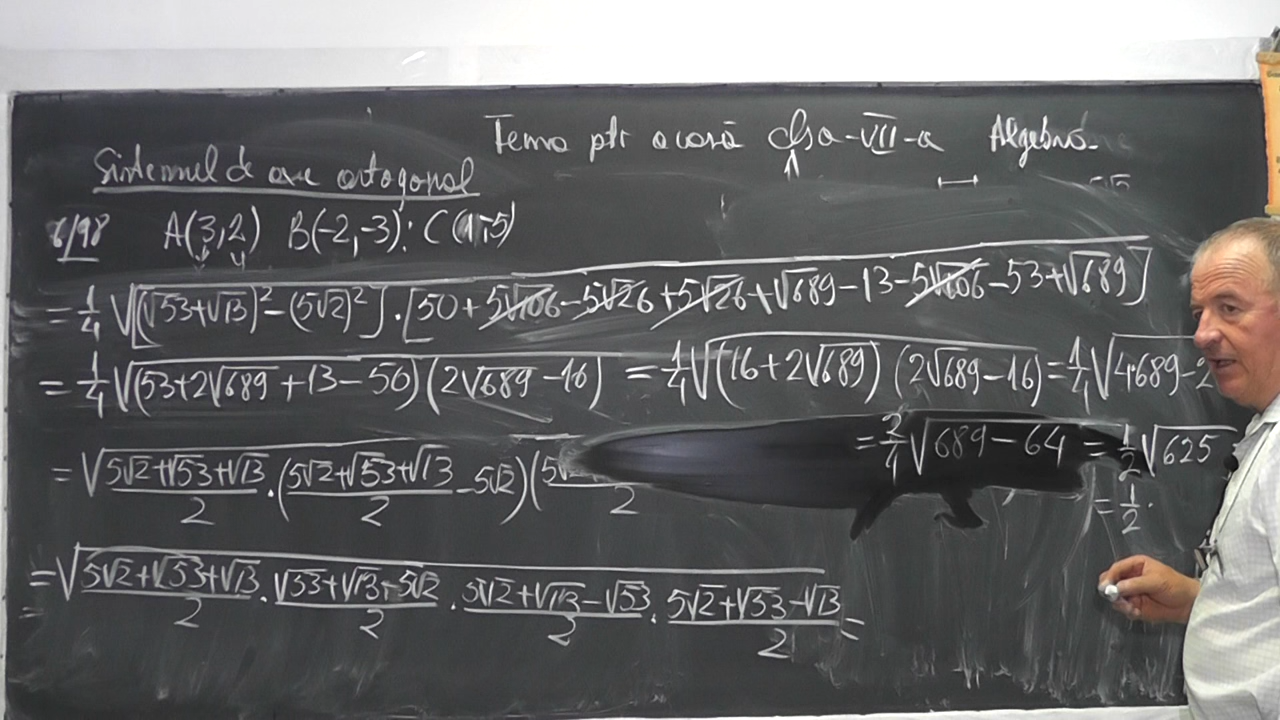 Tema ptr acasă clsa-VII-a Algebră
Sistemul de axe ortogonal
6/98 A(3,2) B(-2,-3); C(1,5)
= 1/4 √[(√53+√13)² - (5√2)²]·[50 + 5√106 - 5√26 + 5√26 + √689 - 13 - 5√106 - 53 + √689]
= 1/4 √(53+2√689 + 13 - 50)(2√689 - 16) = 1/4 √(16 + 2√689)(2√689 - 16) = 1/4 √4·689 - 2
= 2/4 √689 - 64 = 1/2 √625
= √(5√2+√53+√13)/2 · ((5√2+√53+√13)/2 - 5√2)(5√2 /2
= 1/2 ·
= √(5√2+√53+√13)/2 · (√53+√13-5√2)/2 · (5√2+√13-√53)/2 · (5√2+√53-√13)/2 =